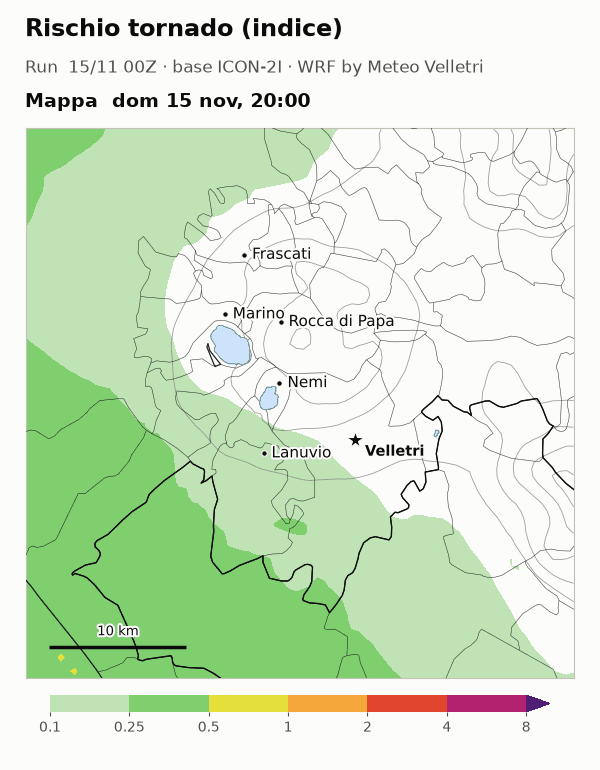 Rischio tornado (indice)
Run  15/11 00Z · base ICON-2I · WRF by Meteo Velletri
Mappa  dom 15 nov, 20:00
Frascati
Marino
Rocca di Papa
Nemi
Velletri
Lanuvio
10 km
0.1 0.25 0.5 1 2 4 8